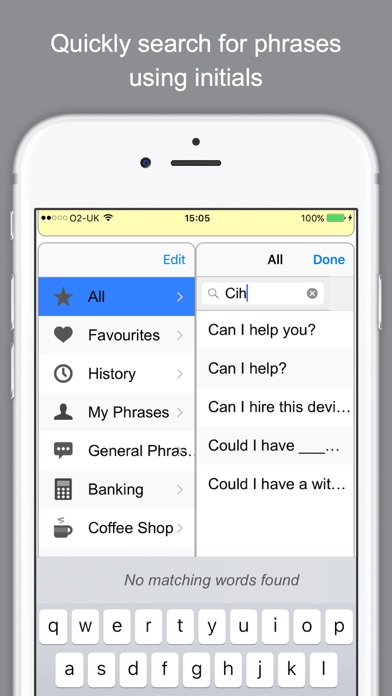 Quickly search for phrases
using initials
O2-UK 15:05 100%
Edit
All Done
All
Cih
Favourites
Can I help you?
History
Can I help?
My Phrases
Can I hire this devi...
General Phras...
Could I have ___...
Banking
Could I have a wit...
Coffee Shop
No matching words found
q w e r t y u i o p
a s d f g h j k l